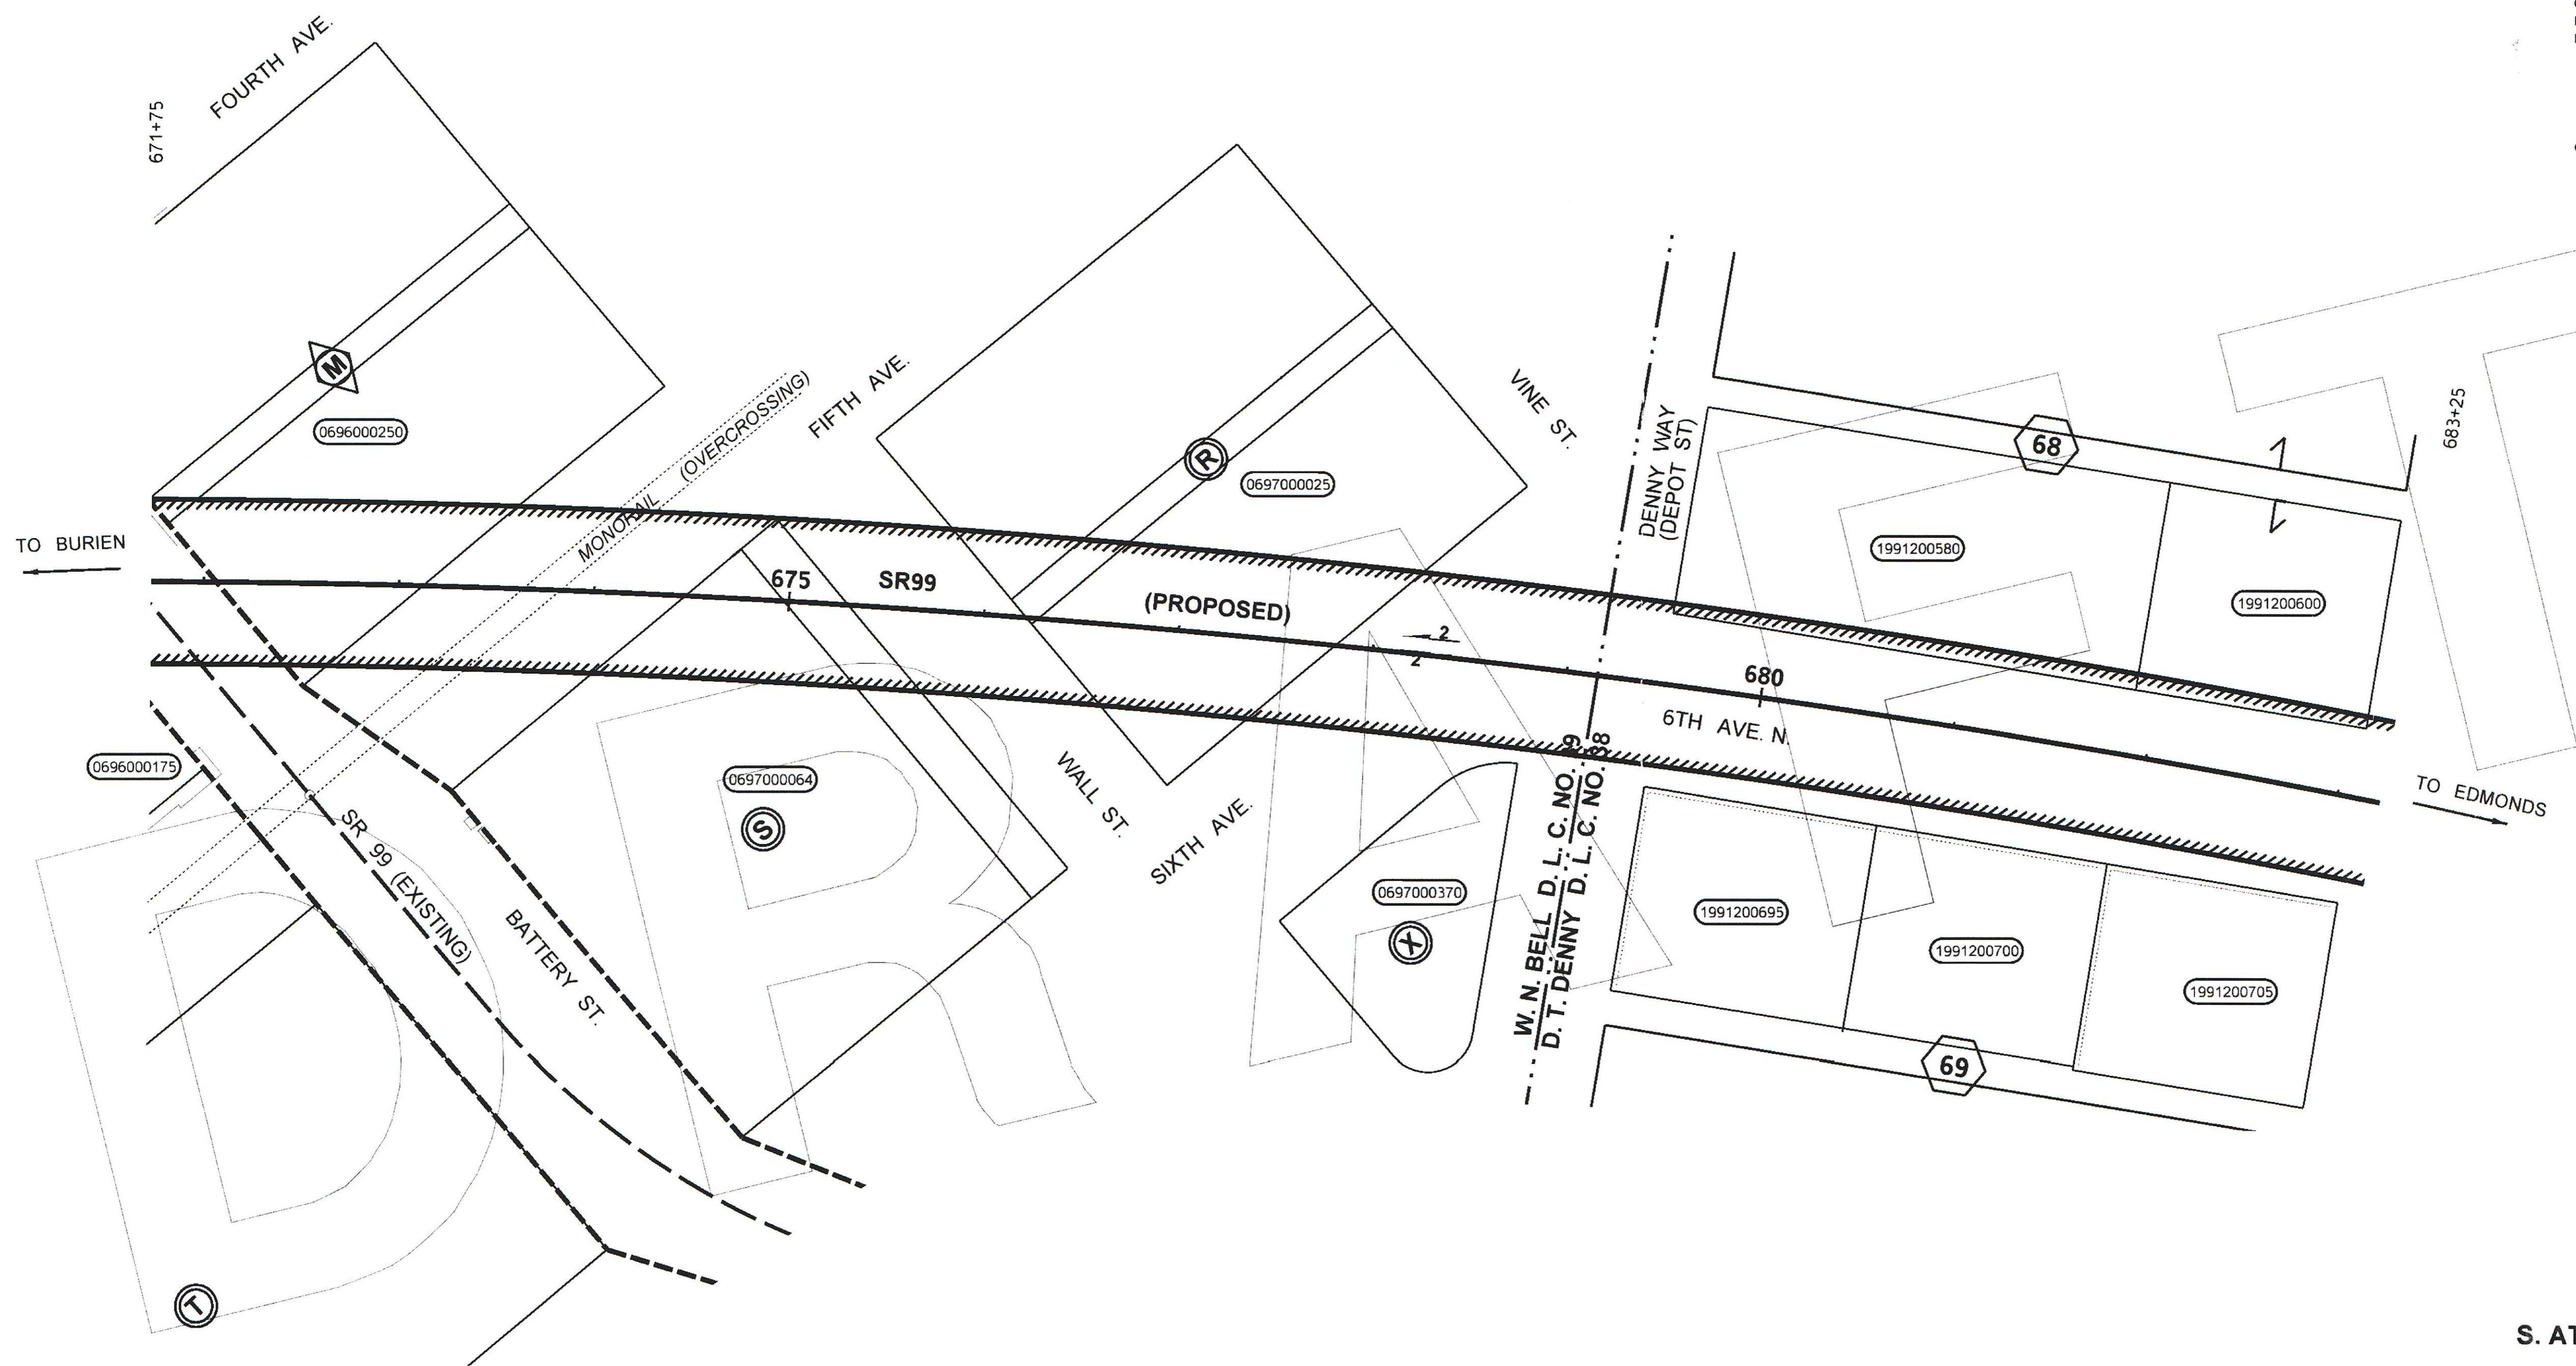 FOURTH AVE.
671+75
M
0696000250
MONORAIL (OVERCROSSING)
FIFTH AVE.
R
0697000025
VINE ST.
DENNY WAY
(DEPOT ST)
68
683+25
1991200580
1991200600
TO BURIEN
675
SR99
(PROPOSED)
2
2
680
6TH AVE. N.
TO EDMONDS
0696000175
0697000064
S
WALL ST.
SIXTH AVE.
SR 99 (EXISTING)
BATTERY ST.
0697000370
X
W. N. BELL D. L. C. NO. 39
D. T. DENNY D. L. C. NO. 38
1991200695
1991200700
1991200705
69
T
S. AT
DRAFT